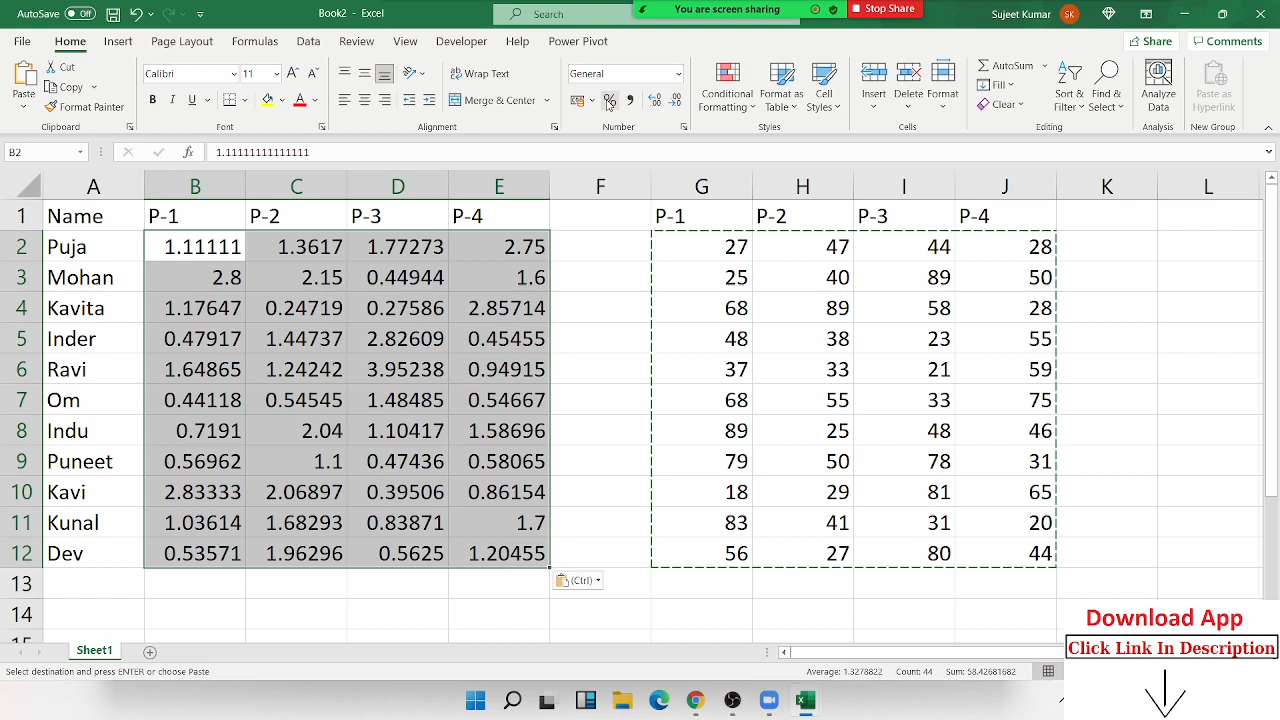 AutoSave Off Book2 - Excel Search You are screen sharing Stop Share Sujeet Kumar SK
File Home Insert Page Layout Formulas Data Review View Developer Help Power Pivot Share Comments
Paste Cut Copy Format Painter Clipboard
Calibri 11 B I U A Font
Wrap Text Merge & Center Alignment
General % Number
Conditional Formatting Format as Table Cell Styles Styles
Insert Delete Format Cells
AutoSum Fill Clear Sort & Filter Find & Select Editing
Analyze Data Analysis
Paste as Hyperlink New Group
B2 fx 1.11111111111111
A B C D E F G H I J K L
1 Name P-1 P-2 P-3 P-4 P-1 P-2 P-3 P-4
2 Puja 1.11111 1.3617 1.77273 2.75 27 47 44 28
3 Mohan 2.8 2.15 0.44944 1.6 25 40 89 50
4 Kavita 1.17647 0.24719 0.27586 2.85714 68 89 58 28
5 Inder 0.47917 1.44737 2.82609 0.45455 48 38 23 55
6 Ravi 1.64865 1.24242 3.95238 0.94915 37 33 21 59
7 Om 0.44118 0.54545 1.48485 0.54667 68 55 33 75
8 Indu 0.7191 2.04 1.10417 1.58696 89 25 48 46
9 Puneet 0.56962 1.1 0.47436 0.58065 79 50 78 31
10 Kavi 2.83333 2.06897 0.39506 0.86154 18 29 81 65
11 Kunal 1.03614 1.68293 0.83871 1.7 83 41 31 20
12 Dev 0.53571 1.96296 0.5625 1.20455 56 27 80 44
13 (Ctrl)
14
15
Download App
Click Link In Description
Sheet1
Select destination and press ENTER or choose Paste Average: 1.3278822 Count: 44 Sum: 58.42681682